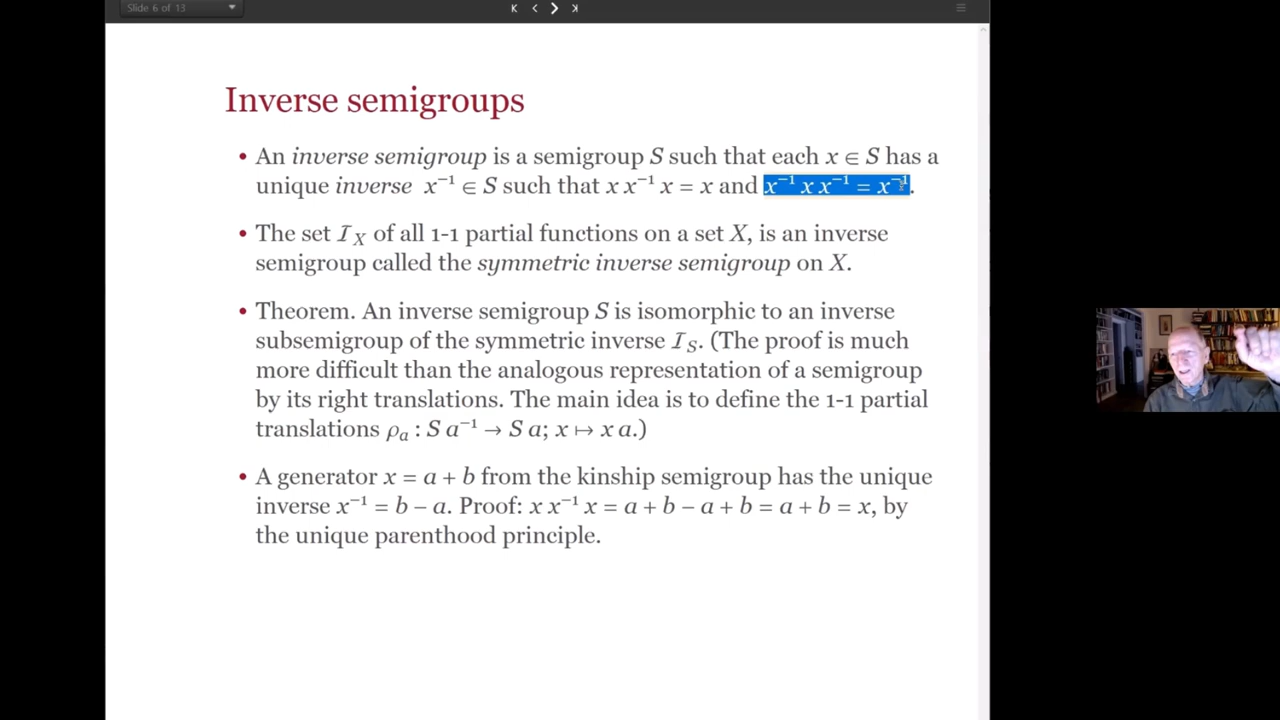 Slide 6 of 13
Inverse semigroups
• An inverse semigroup is a semigroup S such that each x ∈ S has a
unique inverse x⁻¹ ∈ S such that x x⁻¹ x = x and x⁻¹ x x⁻¹ = x⁻¹.
• The set ℐ_X of all 1-1 partial functions on a set X, is an inverse
semigroup called the symmetric inverse semigroup on X.
• Theorem. An inverse semigroup S is isomorphic to an inverse
subsemigroup of the symmetric inverse ℐ_S. (The proof is much
more difficult than the analogous representation of a semigroup
by its right translations. The main idea is to define the 1-1 partial
translations ρ_a : S a⁻¹ → S a; x ↦ x a.)
• A generator x = a + b from the kinship semigroup has the unique
inverse x⁻¹ = b − a. Proof: x x⁻¹ x = a + b − a + b = a + b = x, by
the unique parenthood principle.